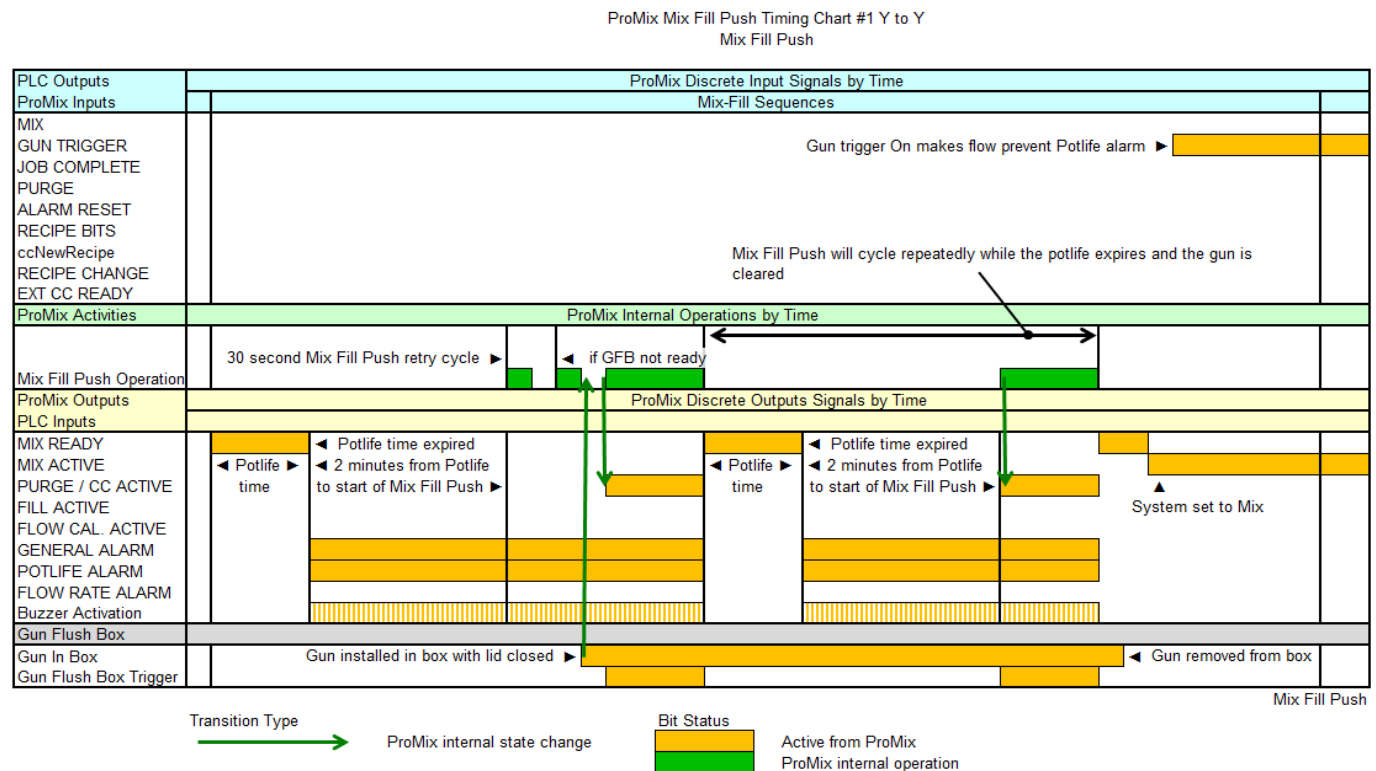 ProMix Mix Fill Push Timing Chart #1 Y to Y
Mix Fill Push
PLC Outputs
ProMix Discrete Input Signals by Time
ProMix Inputs
Mix-Fill Sequences
MIX
GUN TRIGGER
Gun trigger On makes flow prevent Potlife alarm ►
JOB COMPLETE
PURGE
ALARM RESET
RECIPE BITS
ccNewRecipe
Mix Fill Push will cycle repeatedly while the potlife expires and the gun is
cleared
RECIPE CHANGE
EXT CC READY
ProMix Activities
ProMix Internal Operations by Time
30 second Mix Fill Push retry cycle ►
◄ if GFB not ready
Mix Fill Push Operation
ProMix Outputs
ProMix Discrete Outputs Signals by Time
PLC Inputs
MIX READY
◄ Potlife time expired
◄ Potlife time expired
MIX ACTIVE
◄ Potlife ►
◄ 2 minutes from Potlife
◄ Potlife ►
◄ 2 minutes from Potlife
PURGE / CC ACTIVE
time
to start of Mix Fill Push ►
time
to start of Mix Fill Push ►
▲
FILL ACTIVE
System set to Mix
FLOW CAL. ACTIVE
GENERAL ALARM
POTLIFE ALARM
FLOW RATE ALARM
Buzzer Activation
Gun Flush Box
Gun In Box
Gun installed in box with lid closed ►
◄ Gun removed from box
Gun Flush Box Trigger
Mix Fill Push
Transition Type
Bit Status
ProMix internal state change
Active from ProMix
ProMix internal operation